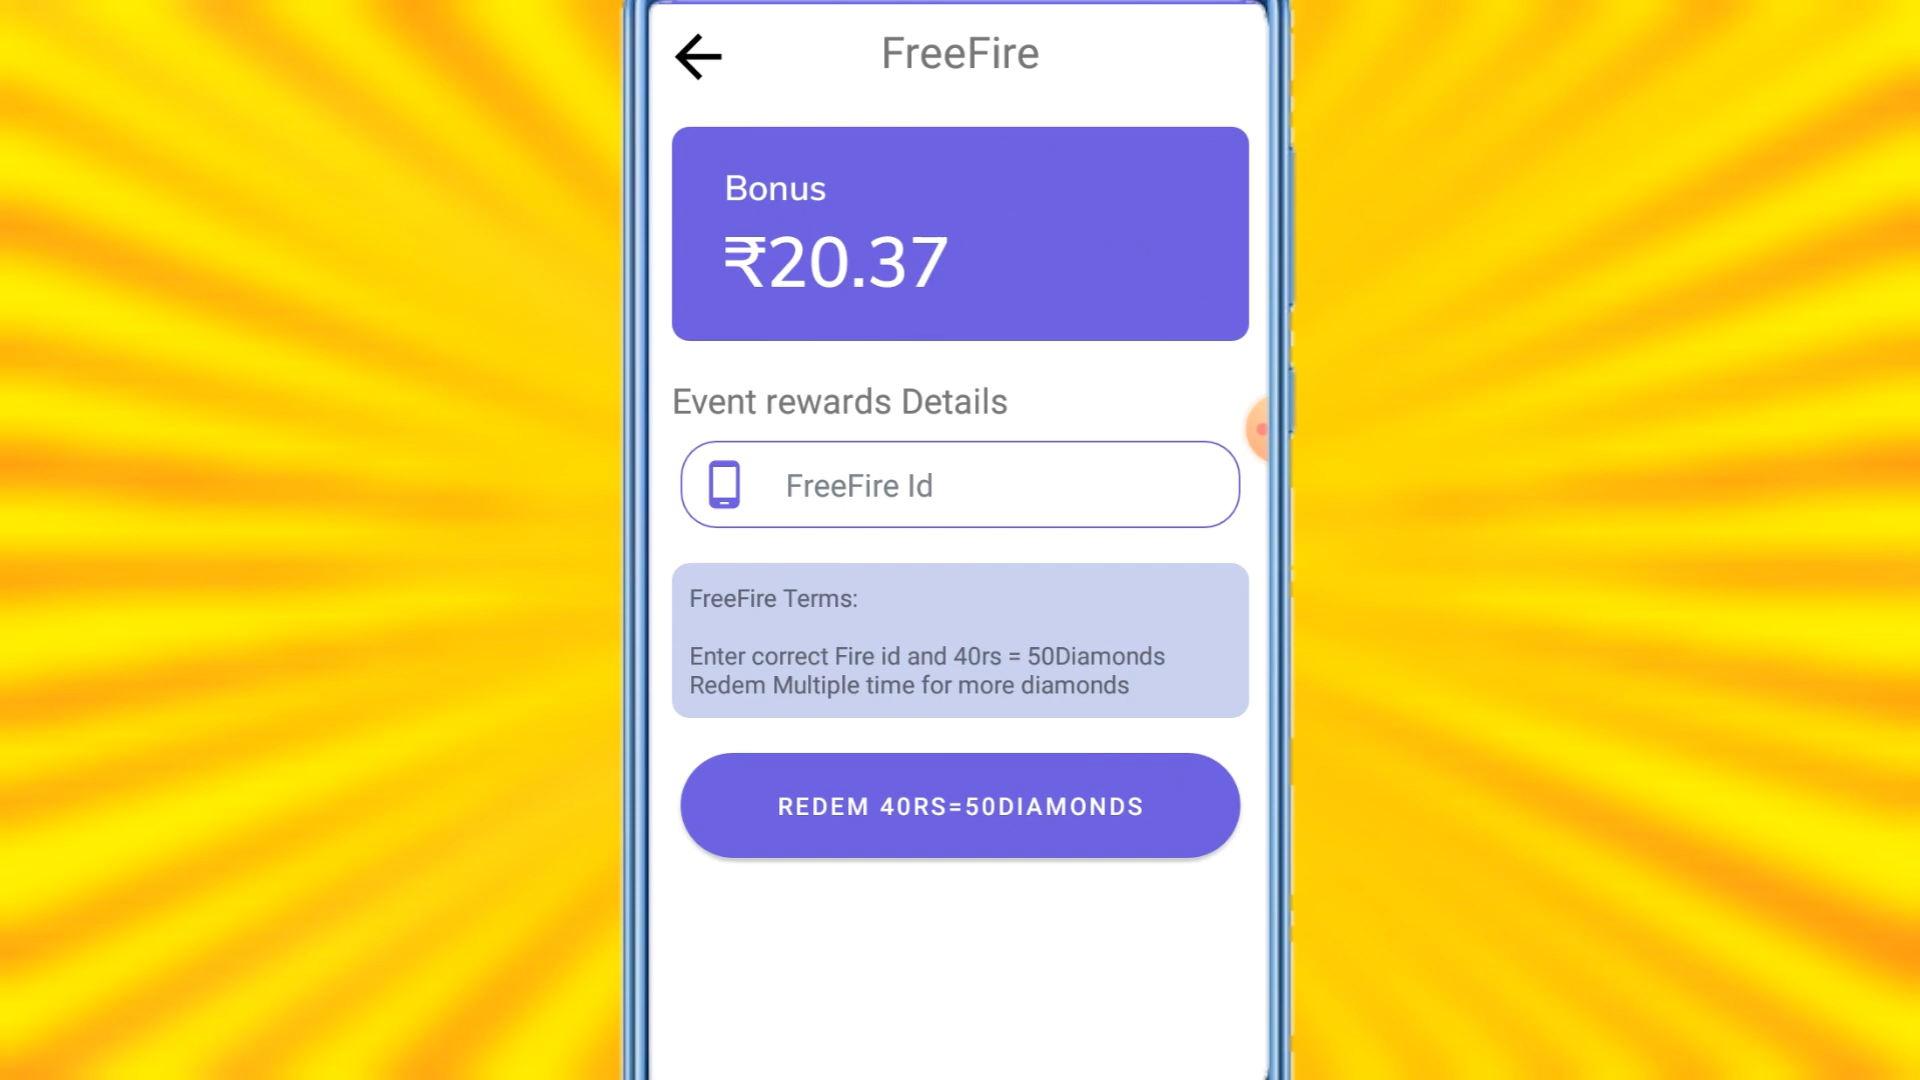 FreeFire
Bonus
₹20.37
Event rewards Details
FreeFire Id
FreeFire Terms:
Enter correct Fire id and 40rs = 50Diamonds
Redem Multiple time for more diamonds
REDEM 40RS=50DIAMONDS